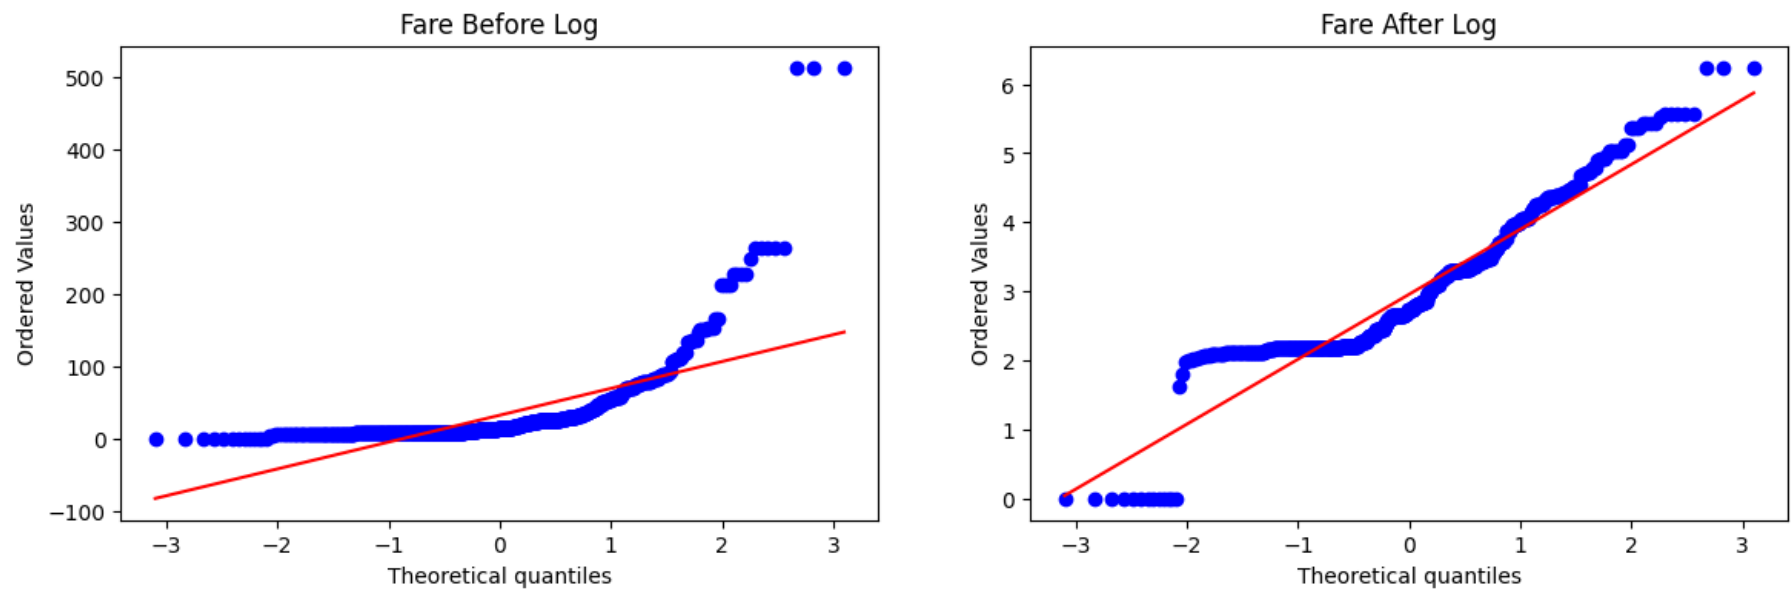 Fare Before Log
500
400
300
200
100
0
−100
Ordered Values
−3 −2 −1 0 1 2 3
Theoretical quantiles
Fare After Log
6
5
4
3
2
1
0
Ordered Values
−3 −2 −1 0 1 2 3
Theoretical quantiles